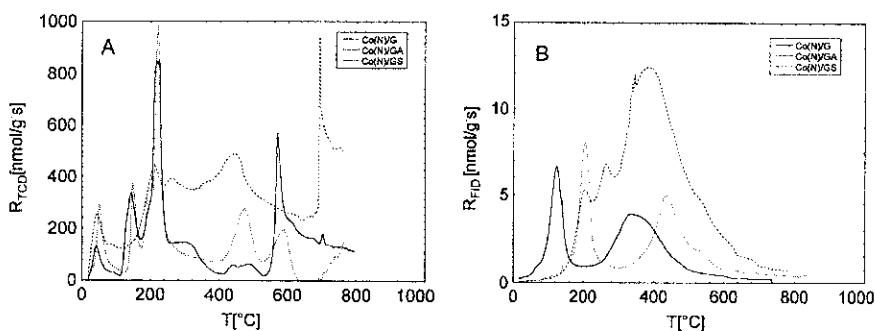 A
Co(N)/G
Co(N)/GA
Co(N)/GS
R_TCD[nmol/g s]
1000
800
600
400
200
0
0 200 400 600 800 1000
T[°C]
B
Co(N)/G
Co(N)/GA
Co(N)/GS
R_FID[nmol/g s]
15
10
5
0
0 200 400 600 800 1000
T[°C]